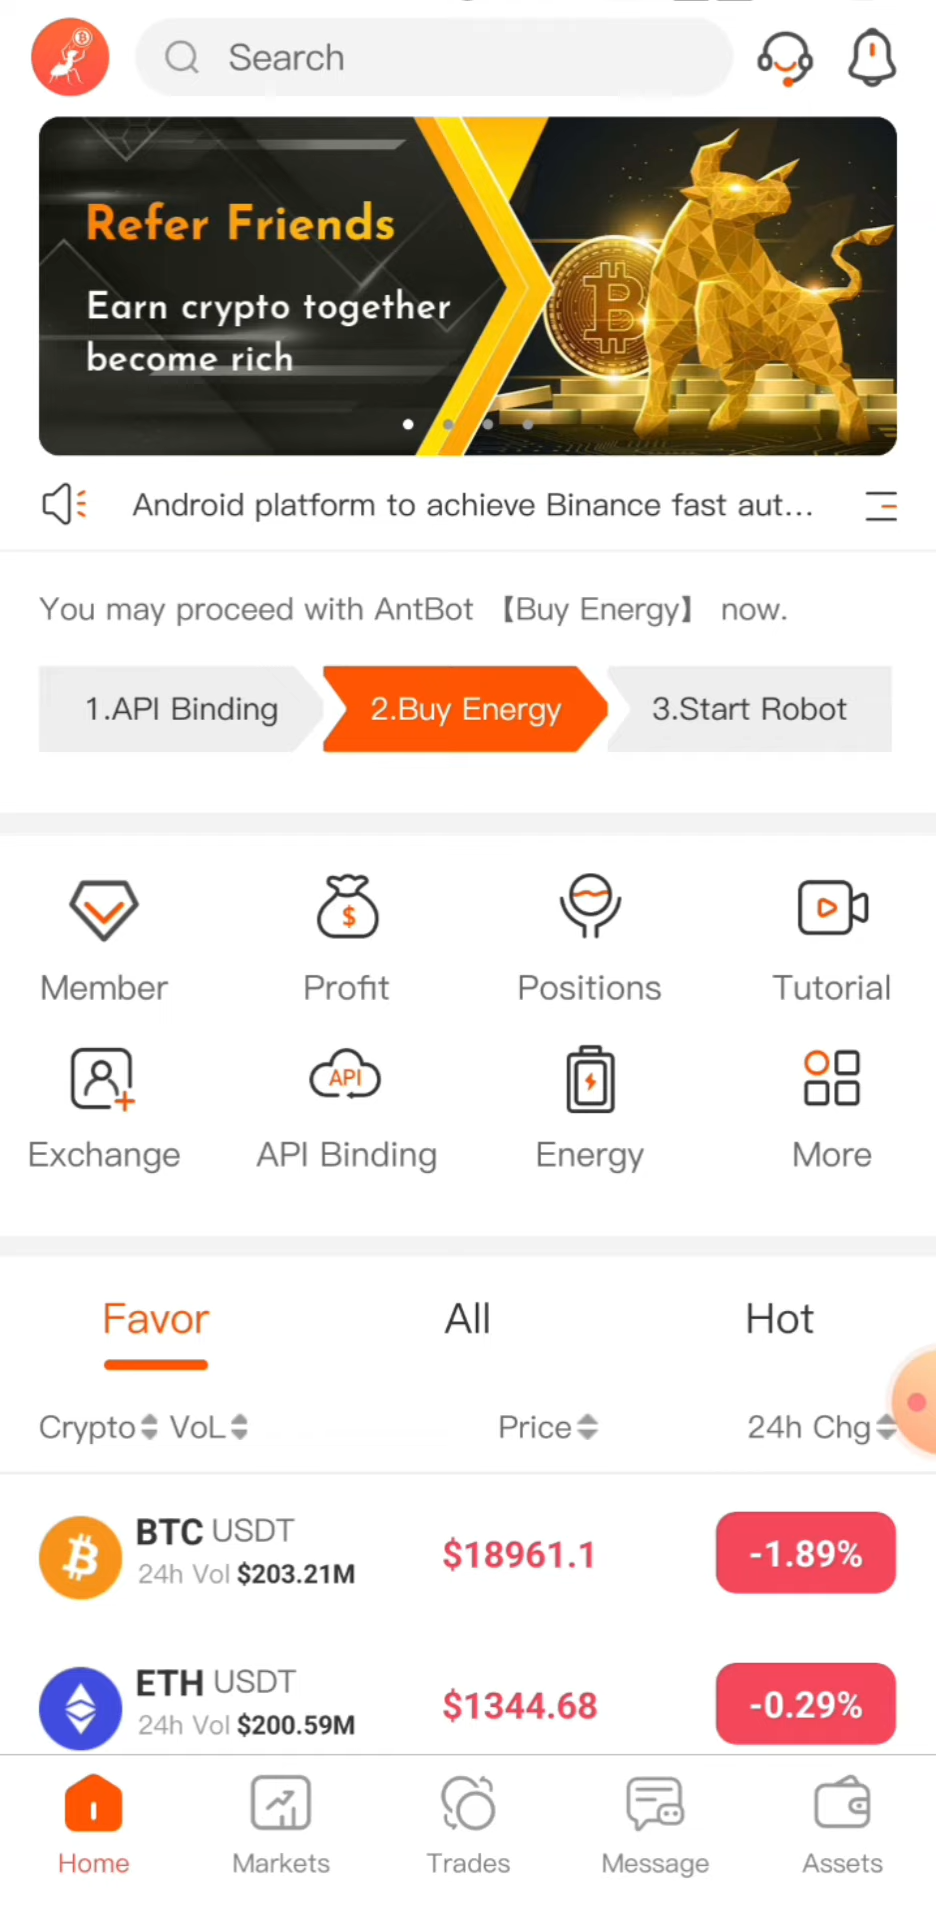 Search
Refer Friends
Earn crypto together
become rich
Android platform to achieve Binance fast aut...
You may proceed with AntBot 【Buy Energy】 now.
1.API Binding
2.Buy Energy
3.Start Robot
Member
Profit
Positions
Tutorial
API
Exchange
API Binding
Energy
More
Favor
All
Hot
Crypto VoL Price 24h Chg
BTC USDT
24h Vol $203.21M
$18961.1
-1.89%
ETH USDT
24h Vol $200.59M
$1344.68
-0.29%
Home
Markets
Trades
Message
Assets